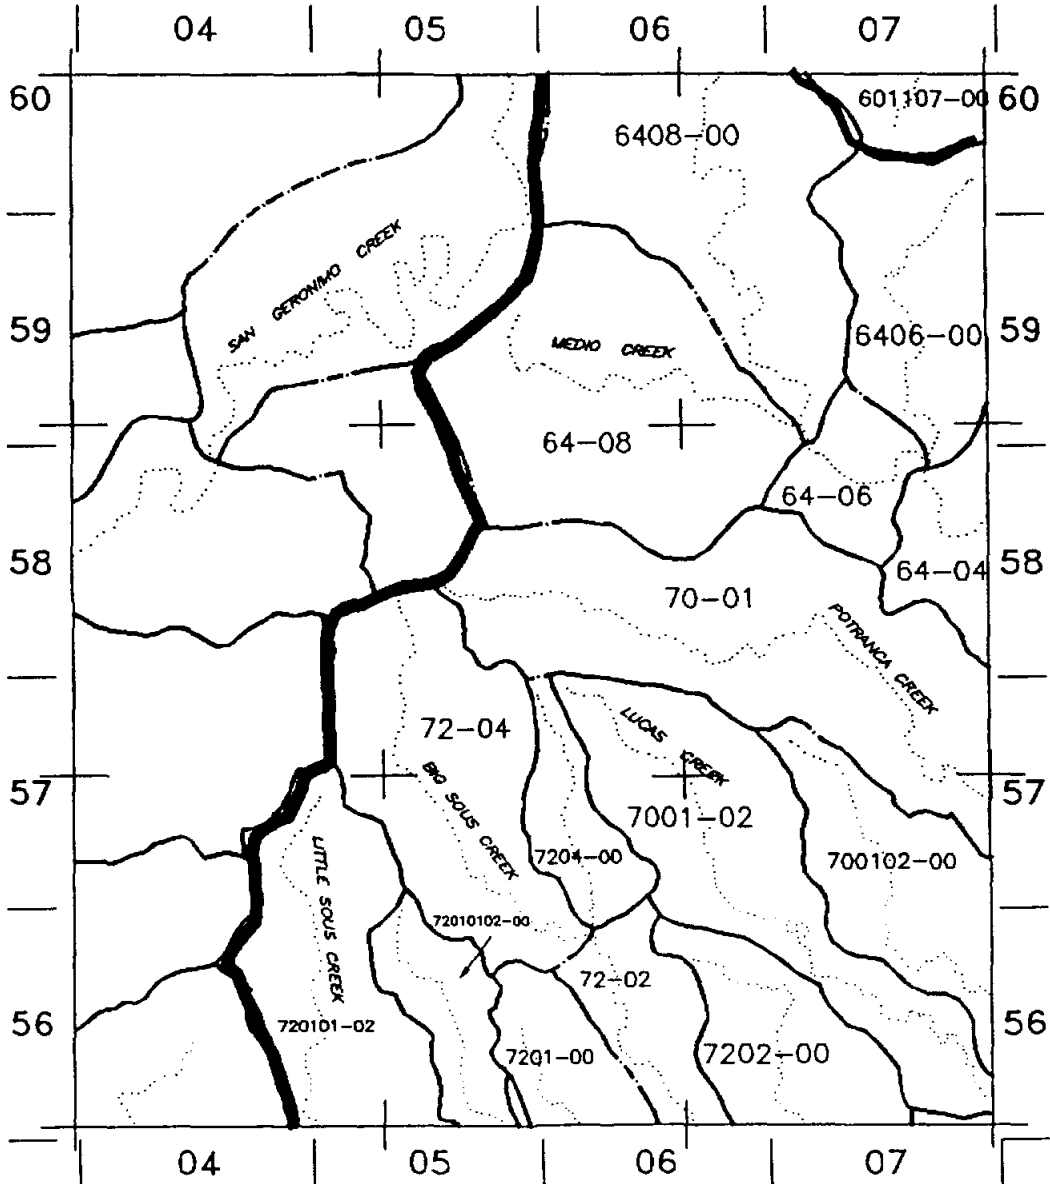 04 05 06 07
60 601107-00 60
6408-00
SAN GERONIMO CREEK
59 6406-00 59
MEDIO CREEK
64-08
64-06
58 64-04 58
70-01
POTRANCA CREEK
72-04
LUCAS CREEK
57 57
BIG SOUS CREEK
7001-02
7204-00 700102-00
LITTLE SOUS CREEK
72010102-00
72-02
56 720101-02 56
7201-00 7202-00
04 05 06 07